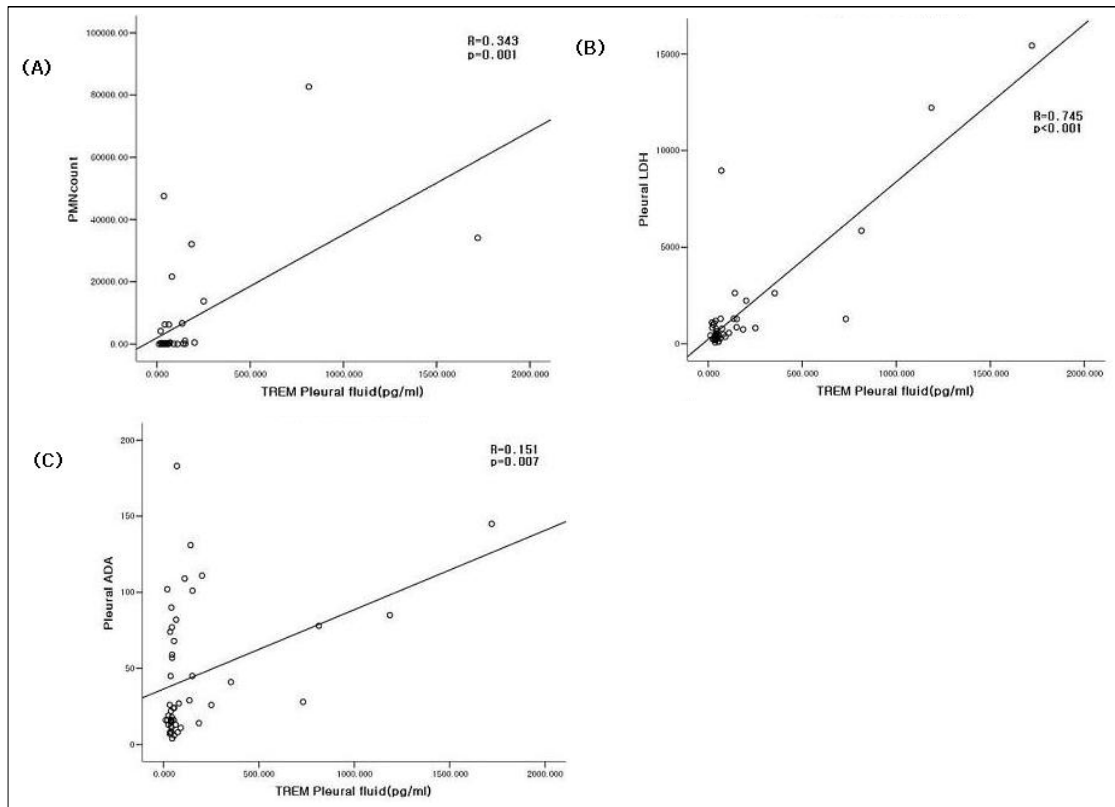 (A)
R=0.343
p=0.001
100000.00
80000.00
60000.00
40000.00
20000.00
0.00
PMNcount
0.000 500.000 1000.000 1500.000 2000.000
TREM Pleural fluid(pg/ml)
(B)
R=0.745
p<0.001
15000
10000
5000
0
Pleural LDH
0.000 500.000 1000.000 1500.000 2000.000
TREM Pleural fluid(pg/ml)
(C)
R=0.151
p=0.007
200
150
100
50
0
Pleural ADA
0.000 500.000 1000.000 1500.000 2000.000
TREM Pleural fluid(pg/ml)